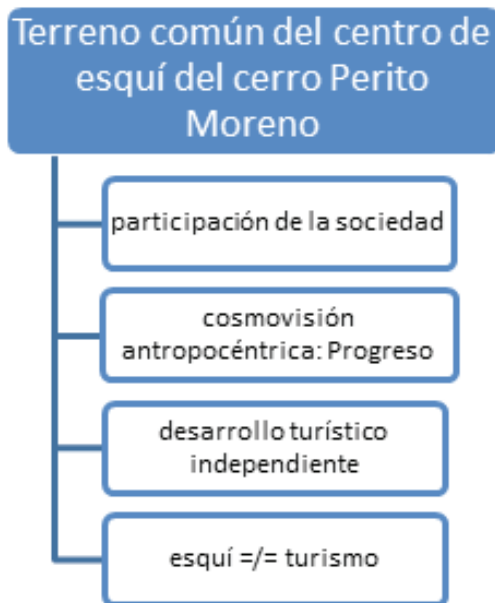 Terreno común del centro de
esquí del cerro Perito
Moreno
participación de la sociedad
cosmovisión
antropocéntrica: Progreso
desarrollo turístico
independiente
esquí =/= turismo